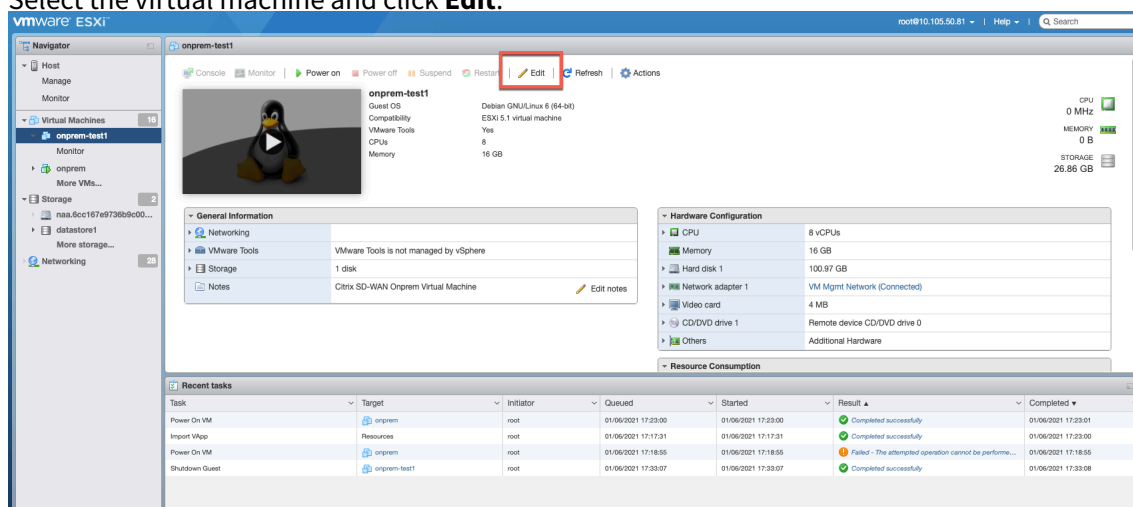 Select the virtual machine and click Edit.
vmware ESXi
root@10.105.50.81 | Help | Search
Navigator
Host
Manage
Monitor
Virtual Machines 16
onprem-test1
Monitor
onprem
More VMs...
Storage 2
naa.6cc167e9736b9c00...
datastore1
More storage...
Networking 28
onprem-test1
Console Monitor | Power on Power off Suspend Restart | Edit | Refresh | Actions
onprem-test1
Guest OS Debian GNU/Linux 6 (64-bit)
Compatibility ESXi 5.1 virtual machine
VMware Tools Yes
CPUs 8
Memory 16 GB
CPU
0 MHz
MEMORY
0 B
STORAGE
26.86 GB
General Information
Networking
VMware Tools VMware Tools is not managed by vSphere
Storage 1 disk
Notes Citrix SD-WAN Onprem Virtual Machine Edit notes
Hardware Configuration
CPU 8 vCPUs
Memory 16 GB
Hard disk 1 100.97 GB
Network adapter 1 VM Mgmt Network (Connected)
Video card 4 MB
CD/DVD drive 1 Remote device CD/DVD drive 0
Others Additional Hardware
Resource Consumption
Recent tasks
Task Target Initiator Queued Started Result Completed
Power On VM onprem root 01/06/2021 17:23:00 01/06/2021 17:23:00 Completed successfully 01/06/2021 17:23:01
Import VApp Resources root 01/06/2021 17:17:31 01/06/2021 17:17:31 Completed successfully 01/06/2021 17:23:00
Power On VM onprem root 01/06/2021 17:18:55 01/06/2021 17:18:55 Failed - The attempted operation cannot be performe... 01/06/2021 17:18:55
Shutdown Guest onprem-test1 root 01/06/2021 17:33:07 01/06/2021 17:33:07 Completed successfully 01/06/2021 17:33:08